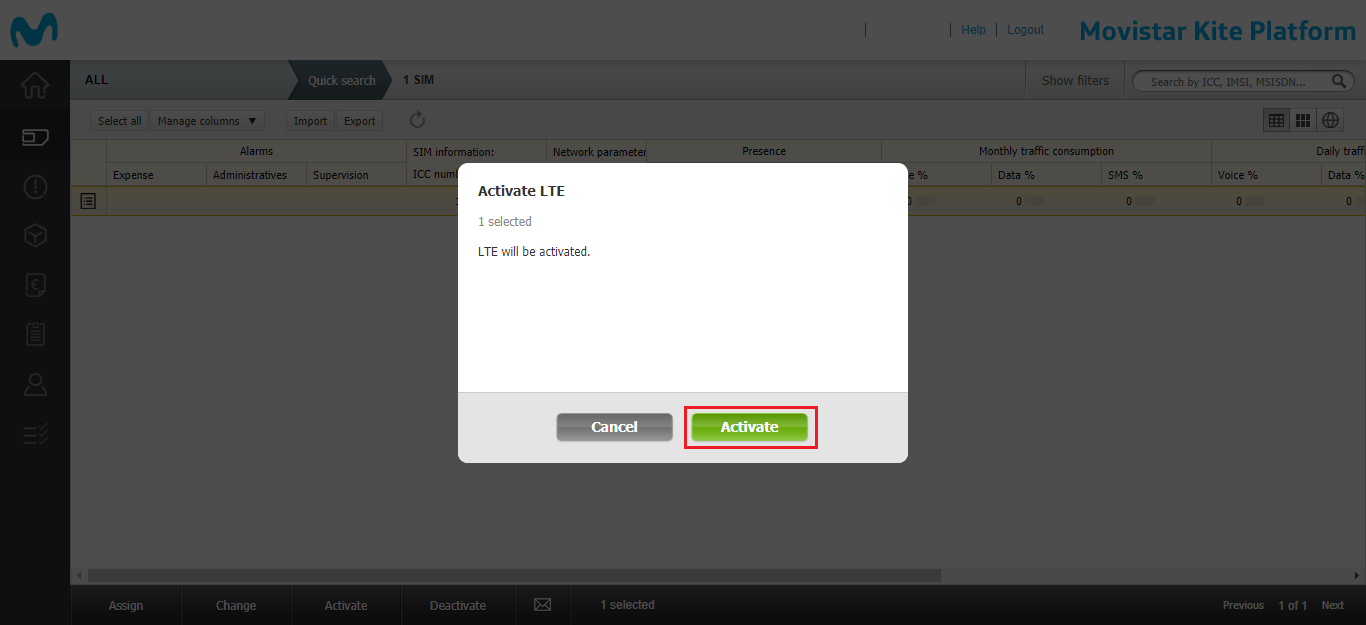 Help Logout Movistar Kite Platform
ALL Quick search 1 SIM Show filters Search by ICC, IMSI, MSISDN...
Select all Manage columns Import Export
Alarms SIM information: Network parameter Presence Monthly traffic consumption Daily traff
Expense Administratives Supervision ICC num e % Data % SMS % Voice % Data %
0 0 0 0 0
Activate LTE
1 selected
LTE will be activated.
Cancel Activate
Assign Change Activate Deactivate 1 selected Previous 1 of 1 Next